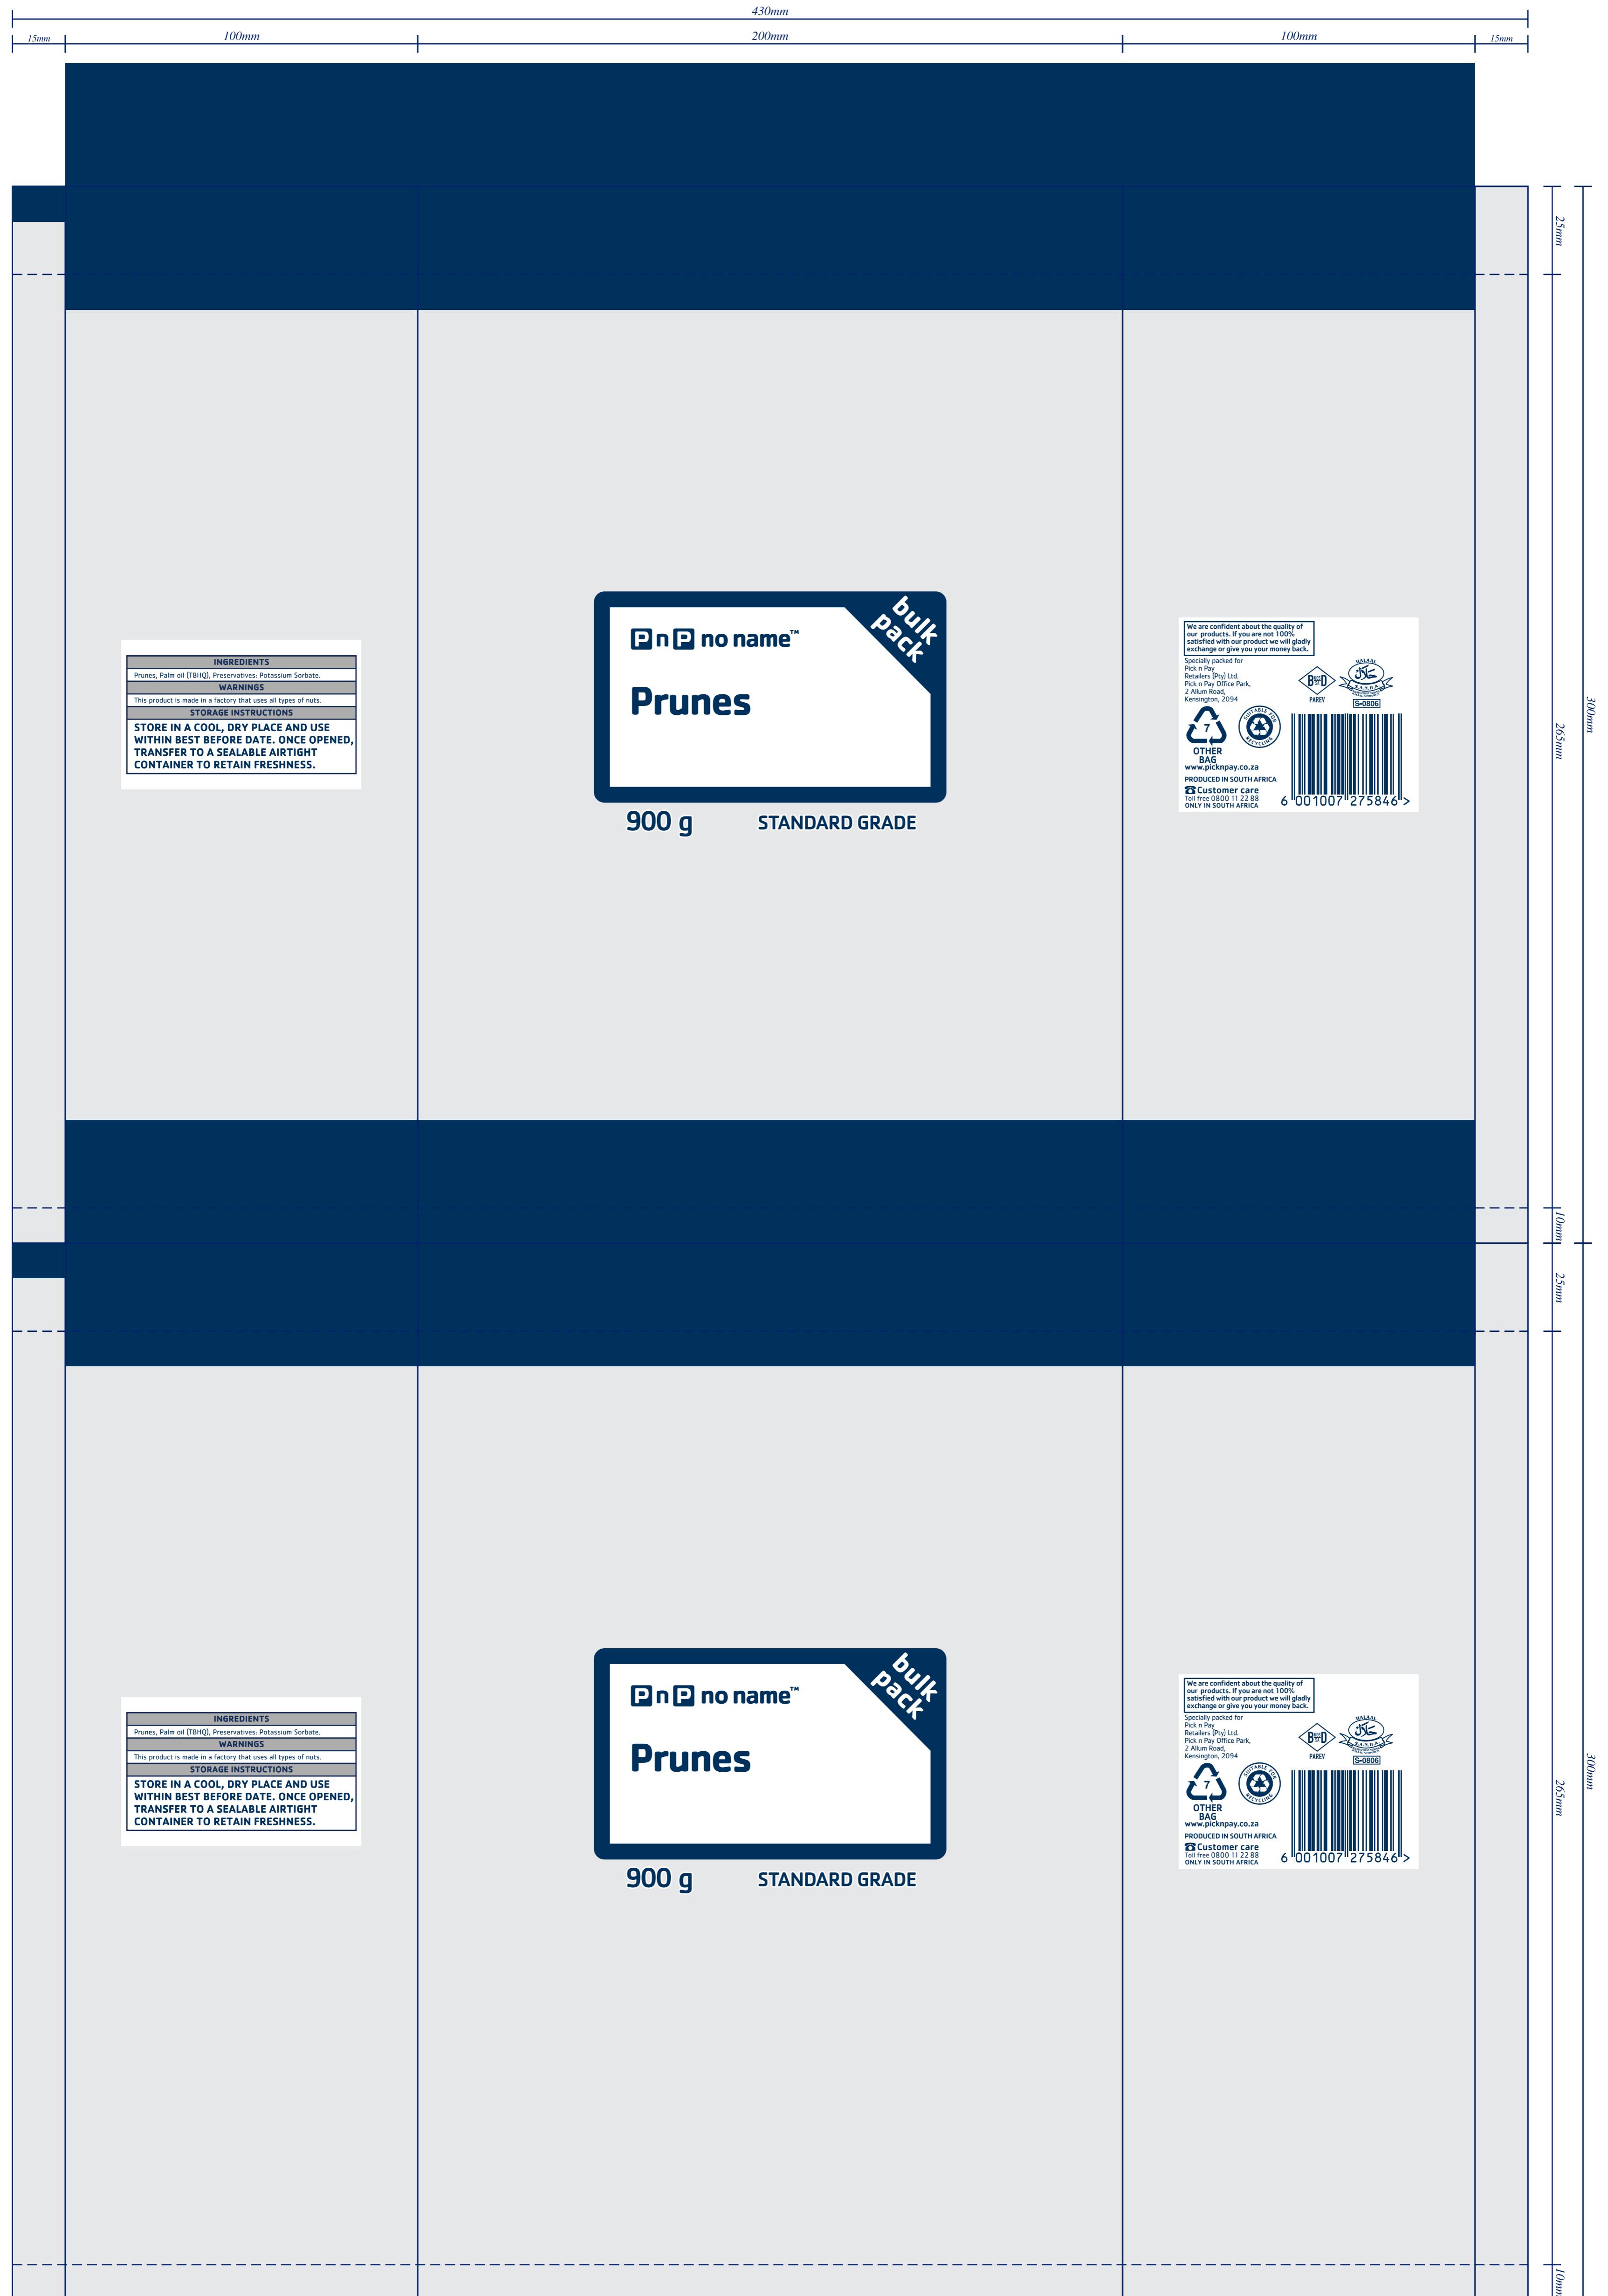 430mm
15mm
100mm
200mm
100mm
15mm
25mm
265mm
300mm
10mm
INGREDIENTS
Prunes, Palm oil (TBHQ), Preservatives: Potassium Sorbate.
WARNINGS
This product is made in a factory that uses all types of nuts.
STORAGE INSTRUCTIONS
STORE IN A COOL, DRY PLACE AND USE
WITHIN BEST BEFORE DATE. ONCE OPENED,
TRANSFER TO A SEALABLE AIRTIGHT
CONTAINER TO RETAIN FRESHNESS.
bulk
pack
P n P no name™
Prunes
900 g
STANDARD GRADE
We are confident about the quality of
our products. If you are not 100%
satisfied with our product we will gladly
exchange or give you your money back.
Specially packed for
Pick n Pay
Retailers (Pty) Ltd.
Pick n Pay Office Park,
2 Allum Road,
Kensington, 2094
PAREV
HALAAL
حلال
S.A.N.H.A.
S-0806
7
OTHER
BAG
SUITABLE FOR
RECYCLING
www.picknpay.co.za
PRODUCED IN SOUTH AFRICA
Customer care
Toll free 0800 11 22 88
ONLY IN SOUTH AFRICA
6 001007 275846 >
25mm
265mm
300mm
10mm
INGREDIENTS
Prunes, Palm oil (TBHQ), Preservatives: Potassium Sorbate.
WARNINGS
This product is made in a factory that uses all types of nuts.
STORAGE INSTRUCTIONS
STORE IN A COOL, DRY PLACE AND USE
WITHIN BEST BEFORE DATE. ONCE OPENED,
TRANSFER TO A SEALABLE AIRTIGHT
CONTAINER TO RETAIN FRESHNESS.
bulk
pack
P n P no name™
Prunes
900 g
STANDARD GRADE
We are confident about the quality of
our products. If you are not 100%
satisfied with our product we will gladly
exchange or give you your money back.
Specially packed for
Pick n Pay
Retailers (Pty) Ltd.
Pick n Pay Office Park,
2 Allum Road,
Kensington, 2094
PAREV
HALAAL
حلال
S.A.N.H.A.
S-0806
7
OTHER
BAG
SUITABLE FOR
RECYCLING
www.picknpay.co.za
PRODUCED IN SOUTH AFRICA
Customer care
Toll free 0800 11 22 88
ONLY IN SOUTH AFRICA
6 001007 275846 >